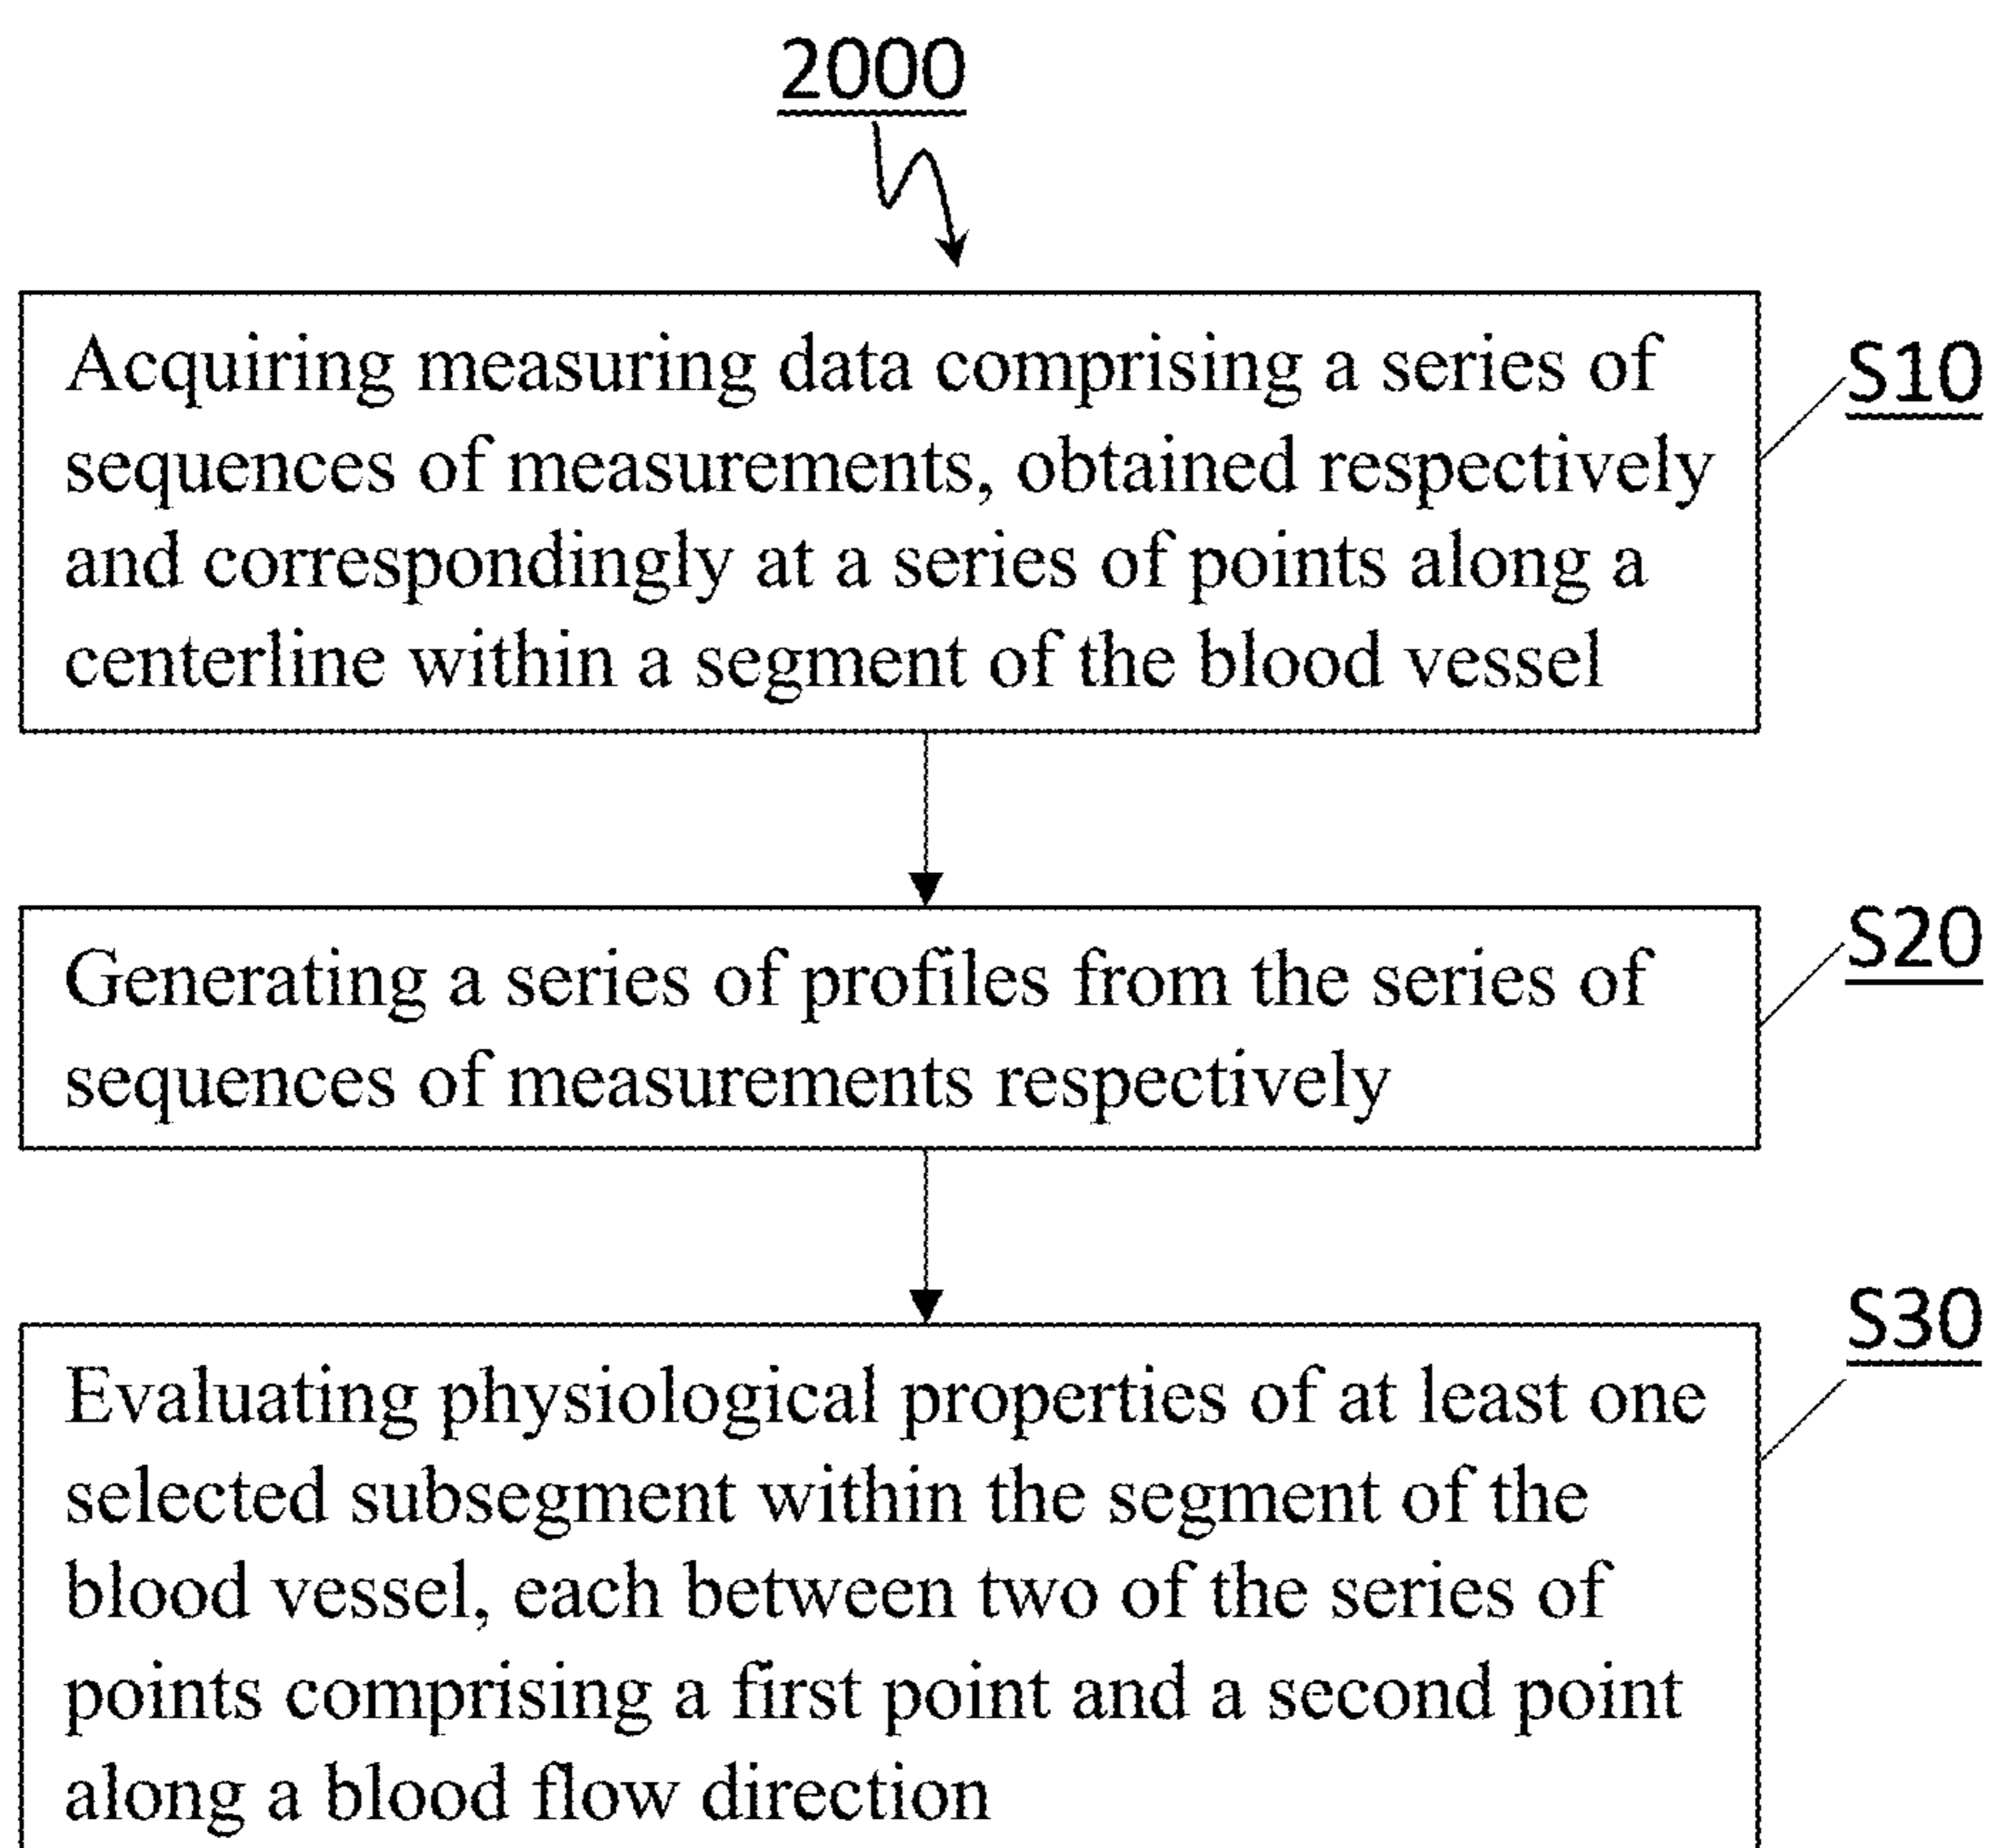 2000
Acquiring measuring data comprising a series of
sequences of measurements, obtained respectively
and correspondingly at a series of points along a
centerline within a segment of the blood vessel
S10
Generating a series of profiles from the series of
sequences of measurements respectively
S20
Evaluating physiological properties of at least one
selected subsegment within the segment of the
blood vessel, each between two of the series of
points comprising a first point and a second point
along a blood flow direction
S30